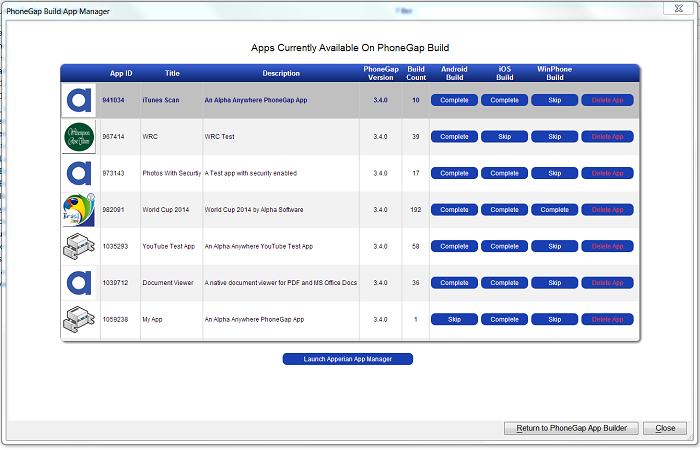 PhoneGap Build App Manager
Apps Currently Available On PhoneGap Build
App ID Title Description PhoneGap Version Build Count Android Build iOS Build WinPhone Build
941034 iTunes Scan An Alpha Anywhere PhoneGap App 3.4.0 10 Complete Complete Skip Delete App
967414 WRC WRC Test 3.4.0 39 Complete Skip Skip Delete App
973143 Photos With Securtiy A Test app with security enabled 3.4.0 17 Complete Complete Skip Delete App
982091 World Cup 2014 World Cup 2014 by Alpha Software 3.4.0 192 Complete Complete Complete Delete App
1035293 YouTube Test App An Alpha Anywhere YouTube Test App 3.4.0 58 Complete Complete Skip Delete App
1039712 Document Viewer A native document viewer for PDF and MS Office Docs 3.4.0 36 Complete Complete Skip Delete App
1059238 My App An Alpha Anywhere PhoneGap App 3.4.0 1 Skip Complete Skip Delete App
Launch Apperian App Manager
Return to PhoneGap App Builder Close